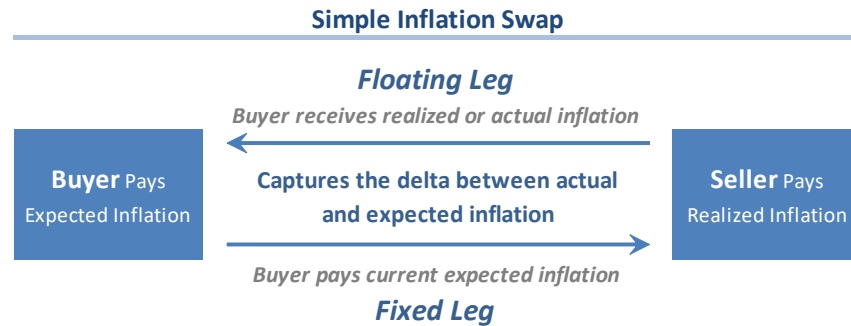 Simple Inflation Swap
Floating Leg
Buyer receives realized or actual inflation
Buyer Pays
Expected Inflation
Captures the delta between actual
and expected inflation
Seller Pays
Realized Inflation
Buyer pays current expected inflation
Fixed Leg